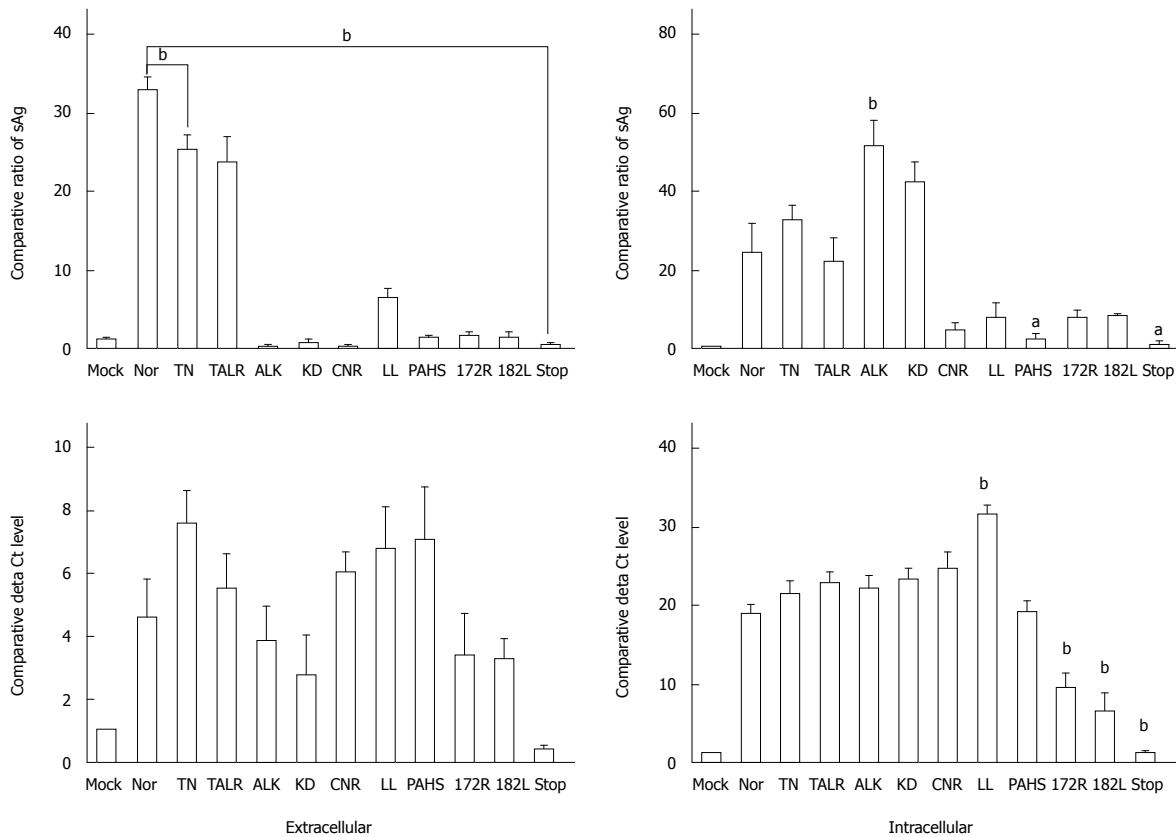 Comparative ratio of sAg
40
30
20
10
0
b
b
Mock Nor TN TALR ALK KD CNR LL PAHS 172R 182L Stop
Comparative ratio of sAg
80
60
40
20
0
b
a
a
Mock Nor TN TALR ALK KD CNR LL PAHS 172R 182L Stop
Comparative deta Ct level
10
8
6
4
2
0
Mock Nor TN TALR ALK KD CNR LL PAHS 172R 182L Stop
Extracellular
Comparative deta Ct level
40
30
20
10
0
b
b
b
b
Mock Nor TN TALR ALK KD CNR LL PAHS 172R 182L Stop
Intracellular